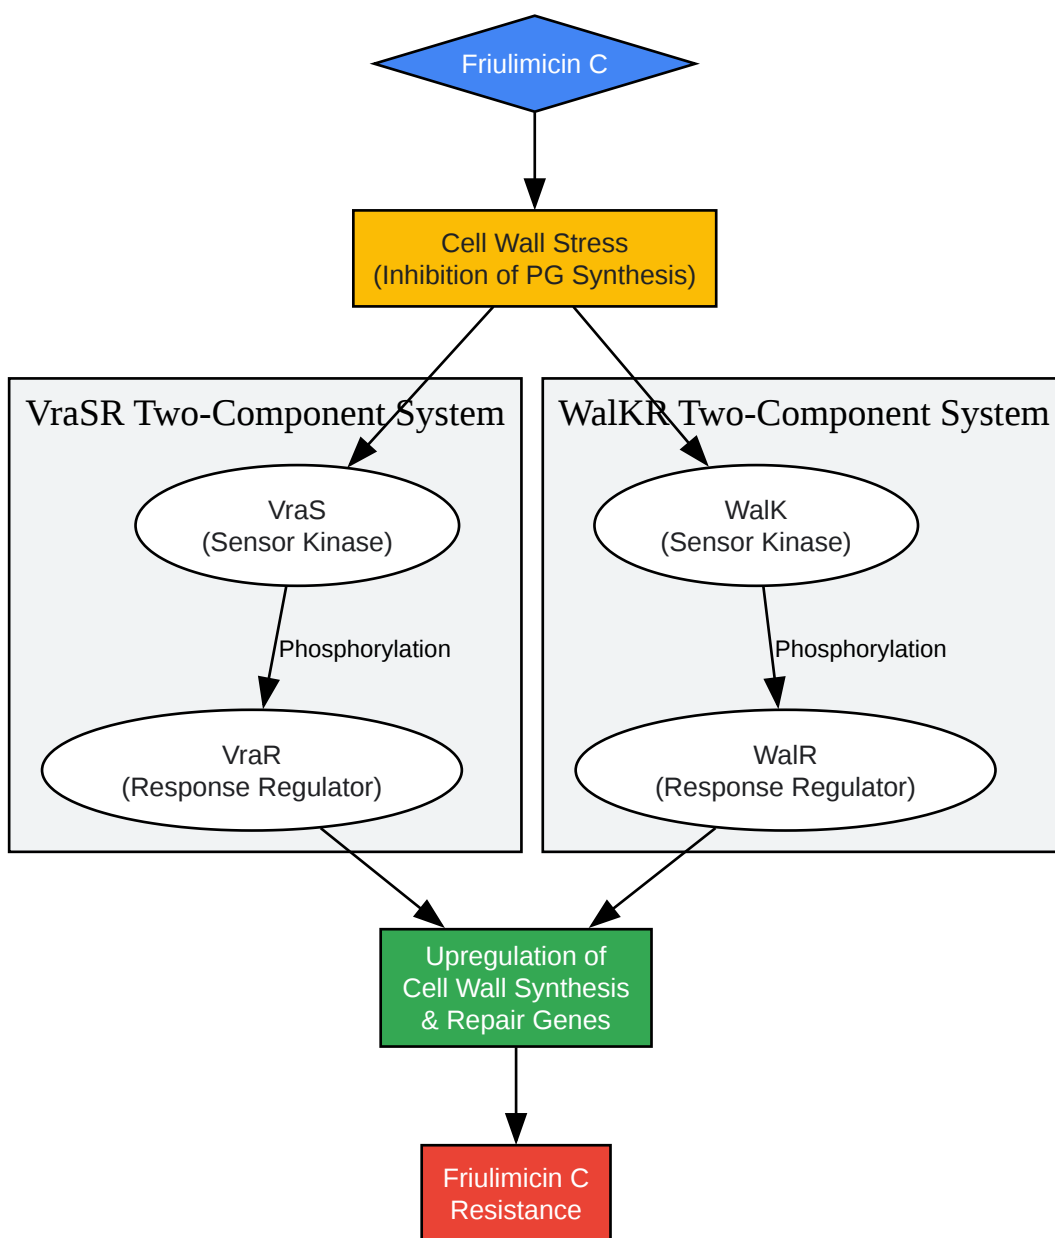 Friulimicin C
Cell Wall Stress
(Inhibition of PG Synthesis)
VraSR Two-Component System
VraS
(Sensor Kinase)
Phosphorylation
VraR
(Response Regulator)
WalKR Two-Component System
WalK
(Sensor Kinase)
Phosphorylation
WalR
(Response Regulator)
Upregulation of
Cell Wall Synthesis
& Repair Genes
Friulimicin C
Resistance